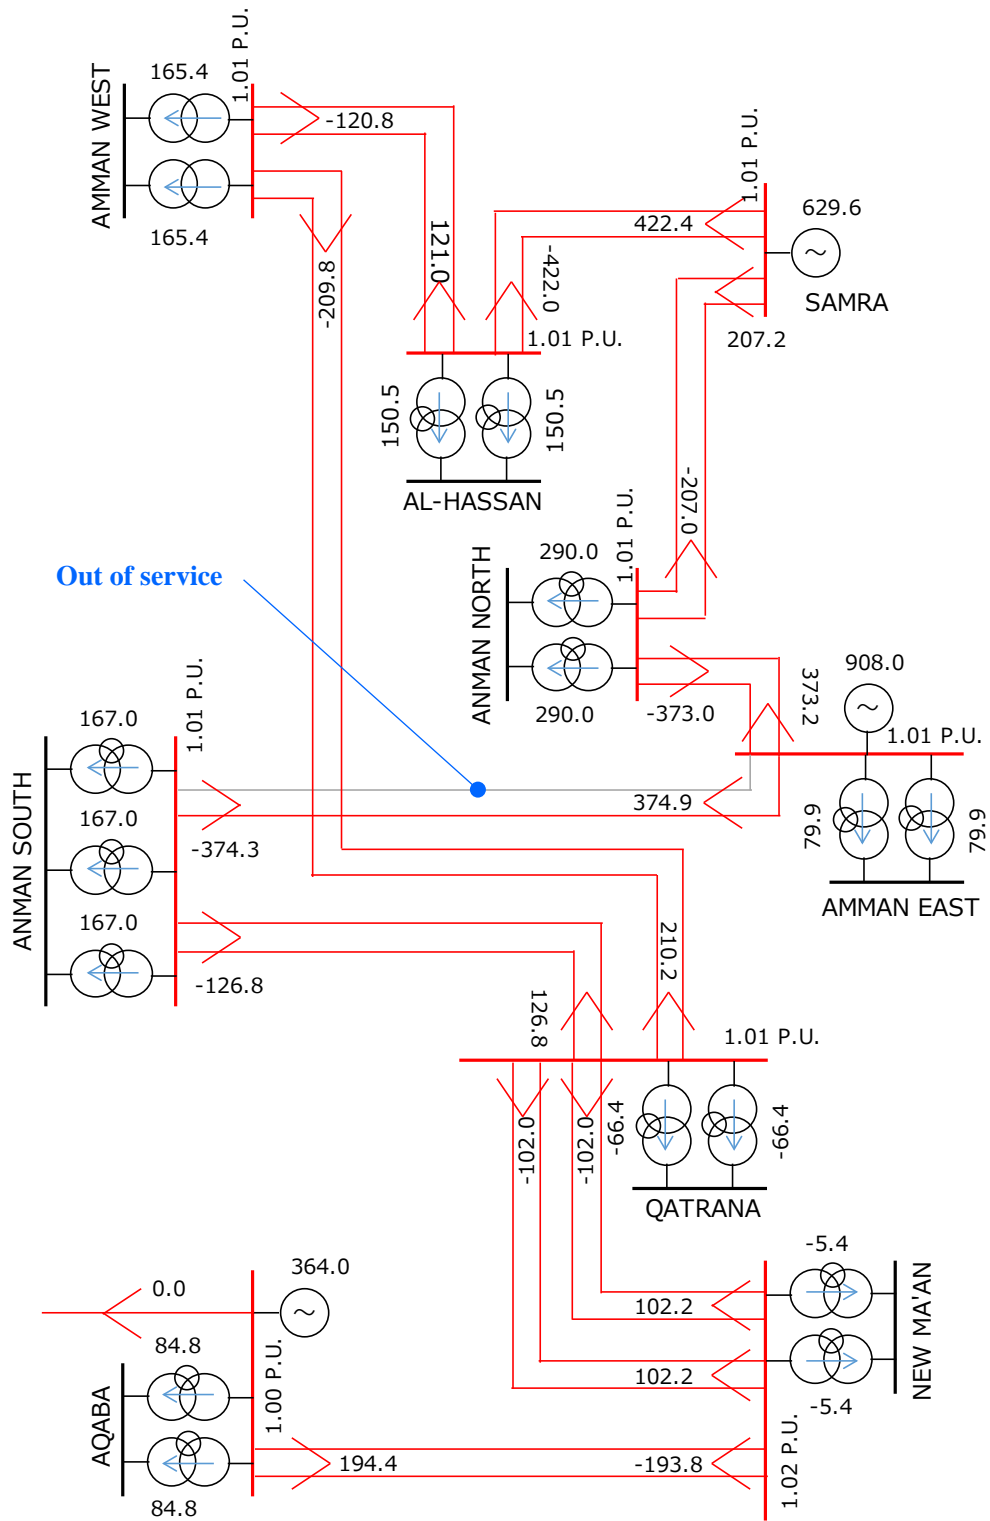 165.4
1.01 P.U.
AMMAN WEST
-120.8
165.4
-209.8
121.0
-422.0
422.4
1.01 P.U.
629.6
SAMRA
207.2
1.01 P.U.
150.5
150.5
AL-HASSAN
-207.0
Out of service
290.0
1.01 P.U.
ANMAN NORTH
290.0
-373.0
373.2
908.0
1.01 P.U.
167.0
1.01 P.U.
ANMAN SOUTH
167.0
-374.3
374.9
79.6
79.6
AMMAN EAST
167.0
-126.8
210.2
126.8
1.01 P.U.
-102.0
-102.0
-66.4
-66.4
QATRANA
364.0
0.0
84.8
1.00 P.U.
AQABA
84.8
194.4
-193.8
-5.4
102.2
102.2
-5.4
NEW MA'AN
1.02 P.U.